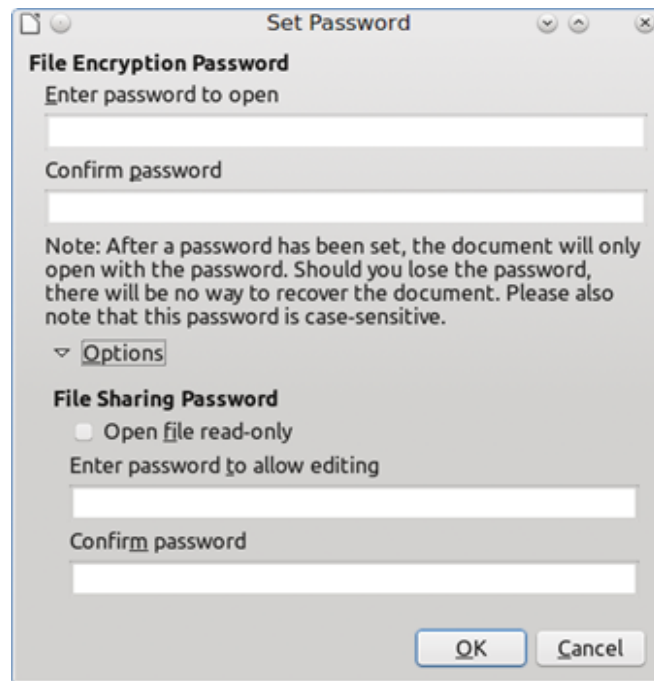 Set Password
File Encryption Password
Enter password to open
Confirm password
Note: After a password has been set, the document will only
open with the password. Should you lose the password,
there will be no way to recover the document. Please also
note that this password is case-sensitive.
Options
File Sharing Password
Open file read-only
Enter password to allow editing
Confirm password
OK Cancel